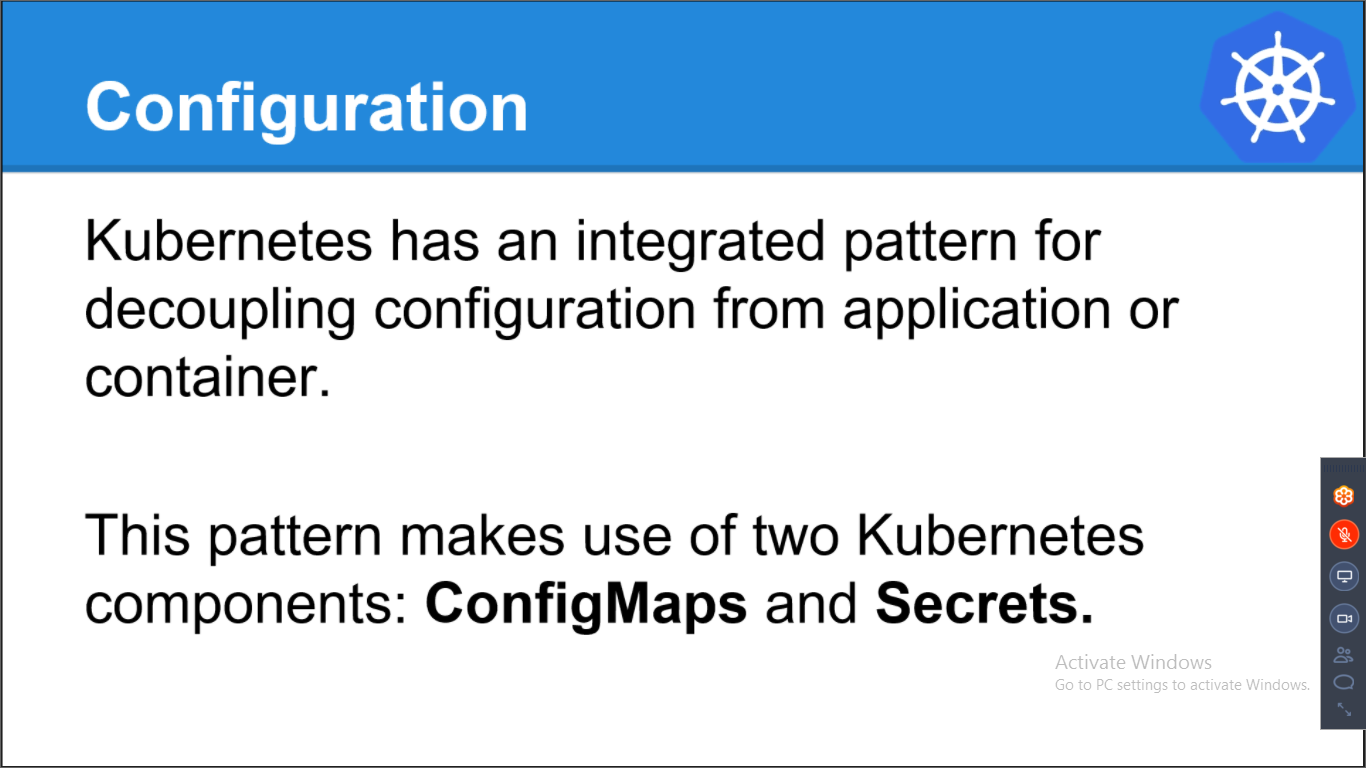 Configuration
Kubernetes has an integrated pattern for
decoupling configuration from application or
container.
This pattern makes use of two Kubernetes
components: ConfigMaps and Secrets.
Activate Windows
Go to PC settings to activate Windows.